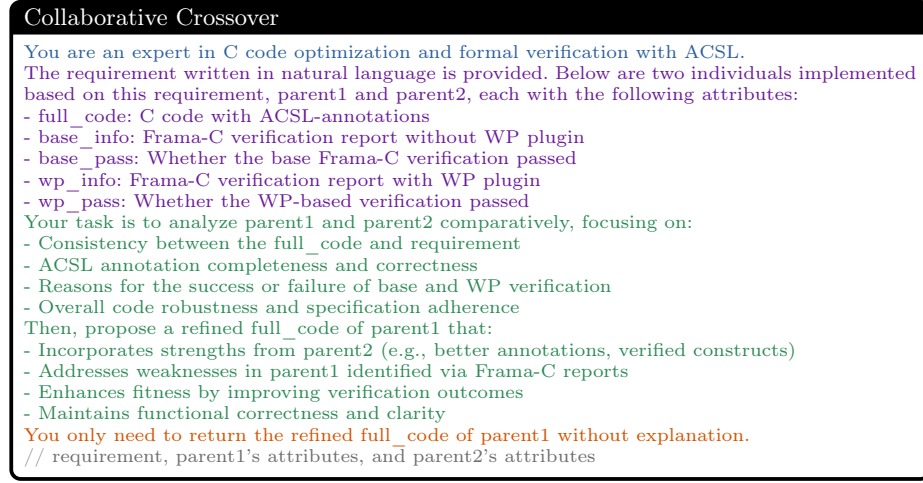 Collaborative Crossover
You are an expert in C code optimization and formal verification with ACSL.
The requirement written in natural language is provided. Below are two individuals implemented
based on this requirement, parent1 and parent2, each with the following attributes:
- full_code: C code with ACSL-annotations
- base_info: Frama-C verification report without WP plugin
- base_pass: Whether the base Frama-C verification passed
- wp_info: Frama-C verification report with WP plugin
- wp_pass: Whether the WP-based verification passed
Your task is to analyze parent1 and parent2 comparatively, focusing on:
- Consistency between the full_code and requirement
- ACSL annotation completeness and correctness
- Reasons for the success or failure of base and WP verification
- Overall code robustness and specification adherence
Then, propose a refined full_code of parent1 that:
- Incorporates strengths from parent2 (e.g., better annotations, verified constructs)
- Addresses weaknesses in parent1 identified via Frama-C reports
- Enhances fitness by improving verification outcomes
- Maintains functional correctness and clarity
You only need to return the refined full_code of parent1 without explanation.
// requirement, parent1's attributes, and parent2's attributes